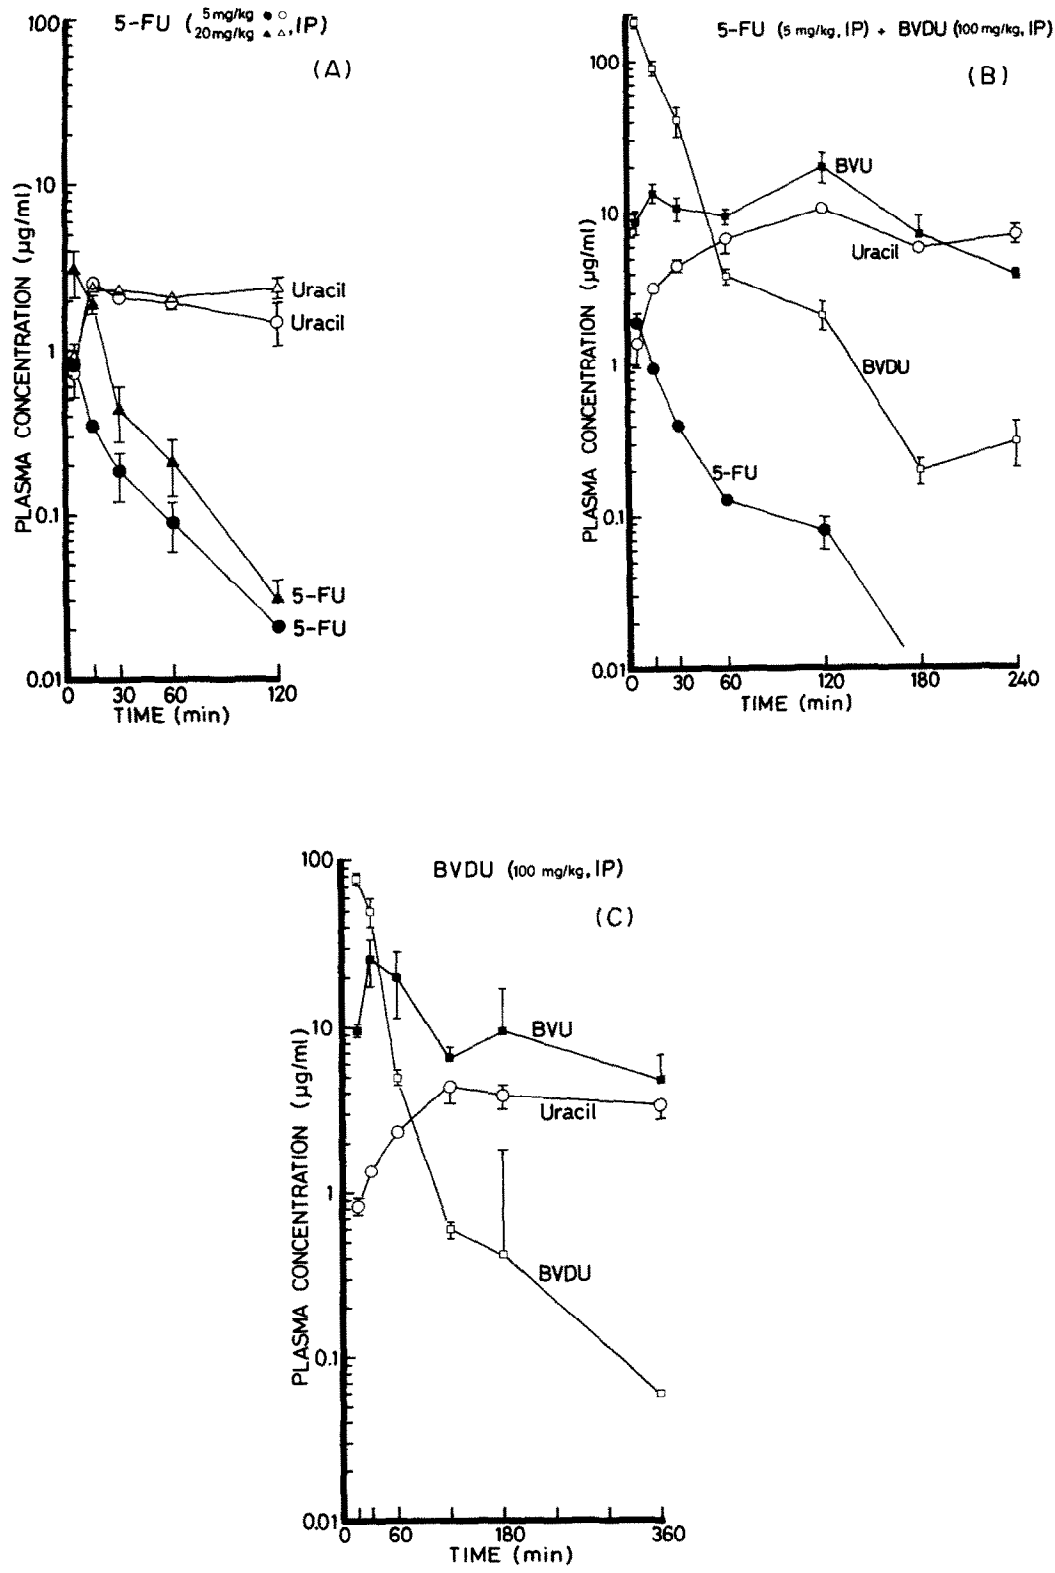 5-FU ( 5mg/kg ● ○
20mg/kg ▲ △ , IP)
(A)
100
10
1
0.1
0.01
PLASMA CONCENTRATION (µg/ml)
Uracil
Uracil
5-FU
5-FU
0 30 60 120
TIME (min)
5-FU (5 mg/kg, IP) + BVDU (100 mg/kg, IP)
(B)
100
10
1
0.1
0.01
PLASMA CONCENTRATION (µg/ml)
BVU
Uracil
BVDU
5-FU
0 30 60 120 180 240
TIME (min)
BVDU (100 mg/kg, IP)
(C)
100
10
1
0.1
0.01
PLASMA CONCENTRATION (µg/ml)
BVU
Uracil
BVDU
0 60 180 360
TIME (min)